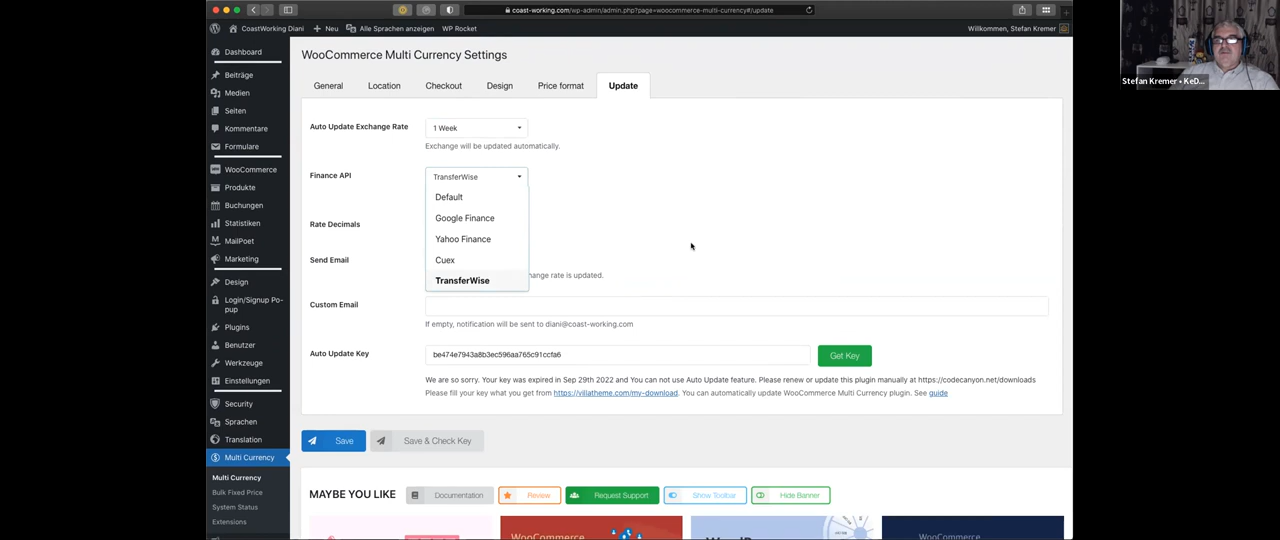 coast-working.com/wp-admin/admin.php?page=woocommerce-multi-currency#/update
CoastWorking Diani
Neu
Alle Sprachen anzeigen
WP Rocket
Willkommen, Stefan Kremer
Stefan Kremer • KeD...
Dashboard
Beiträge
Medien
Seiten
Kommentare
Formulare
WooCommerce
Produkte
Buchungen
Statistiken
MailPoet
Marketing
Design
Login/Signup Po-
pup
Plugins
Benutzer
Werkzeuge
Einstellungen
Security
Sprachen
Translation
Multi Currency
Multi Currency
Bulk Fixed Price
System Status
Extensions
WooCommerce Multi Currency Settings
General
Location
Checkout
Design
Price format
Update
Auto Update Exchange Rate
1 Week
Exchange will be updated automatically.
Finance API
TransferWise
Default
Google Finance
Yahoo Finance
Cuex
TransferWise
Rate Decimals
Send Email
hange rate is updated.
Custom Email
If empty, notification will be sent to diani@coast-working.com
Auto Update Key
be474e7943a8b3ec596aa765c91ccfa6
Get Key
We are so sorry. Your key was expired in Sep 29th 2022 and You can not use Auto Update feature. Please renew or update this plugin manually at https://codecanyon.net/downloads
Please fill your key what you get from https://villatheme.com/my-download. You can automatically update WooCommerce Multi Currency plugin. See guide
Save
Save & Check Key
MAYBE YOU LIKE
Documentation
Review
Request Support
Show Toolbar
Hide Banner
WooCommerce
WooCommerce